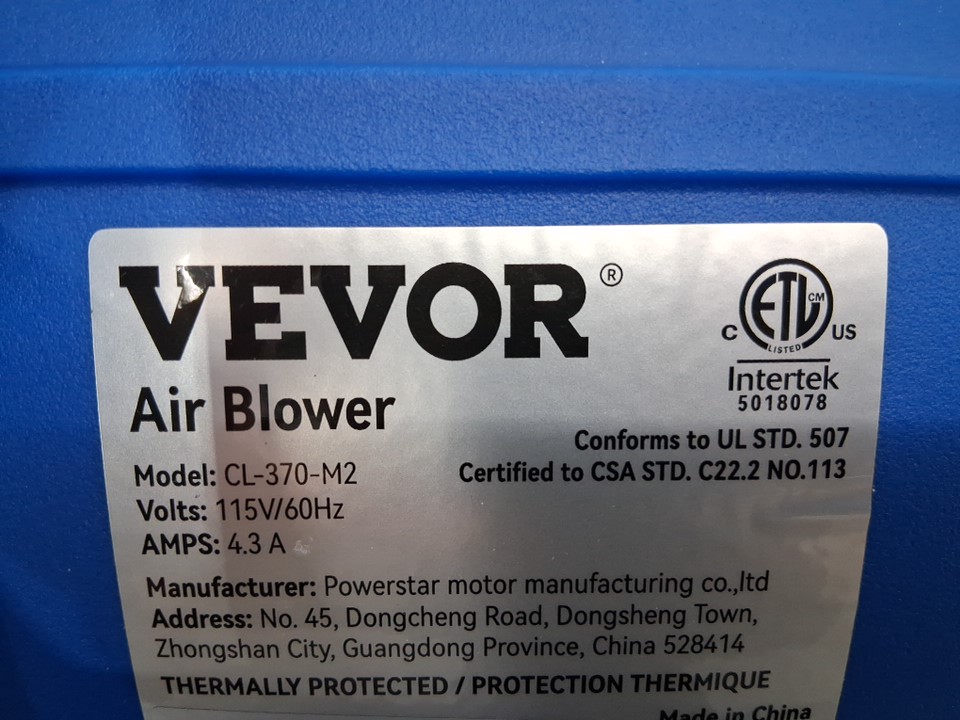 VEVOR®
Air Blower
Model: CL-370-M2
Volts: 115V/60Hz
AMPS: 4.3 A
C ETL CM US
LISTED
Intertek
5018078
Conforms to UL STD. 507
Certified to CSA STD. C22.2 NO.113
Manufacturer: Powerstar motor manufacturing co.,ltd
Address: No. 45, Dongcheng Road, Dongsheng Town,
Zhongshan City, Guangdong Province, China 528414
THERMALLY PROTECTED / PROTECTION THERMIQUE
Made in China